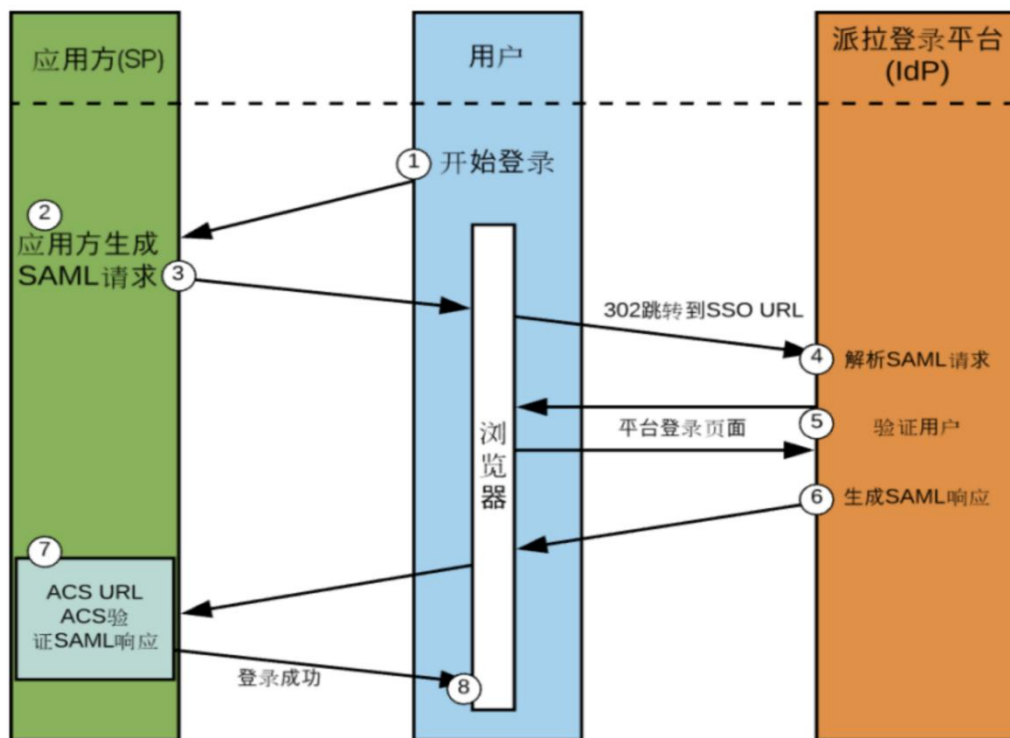 应用方(SP)
用户
派拉登录平台
(IdP)
1
开始登录
2
应用方生成
SAML请求
3
302跳转到SSO URL
4
解析SAML请求
5
验证用户
平台登录页面
浏
览
器
6
生成SAML响应
7
ACS URL
ACS验
证SAML响应
登录成功
8